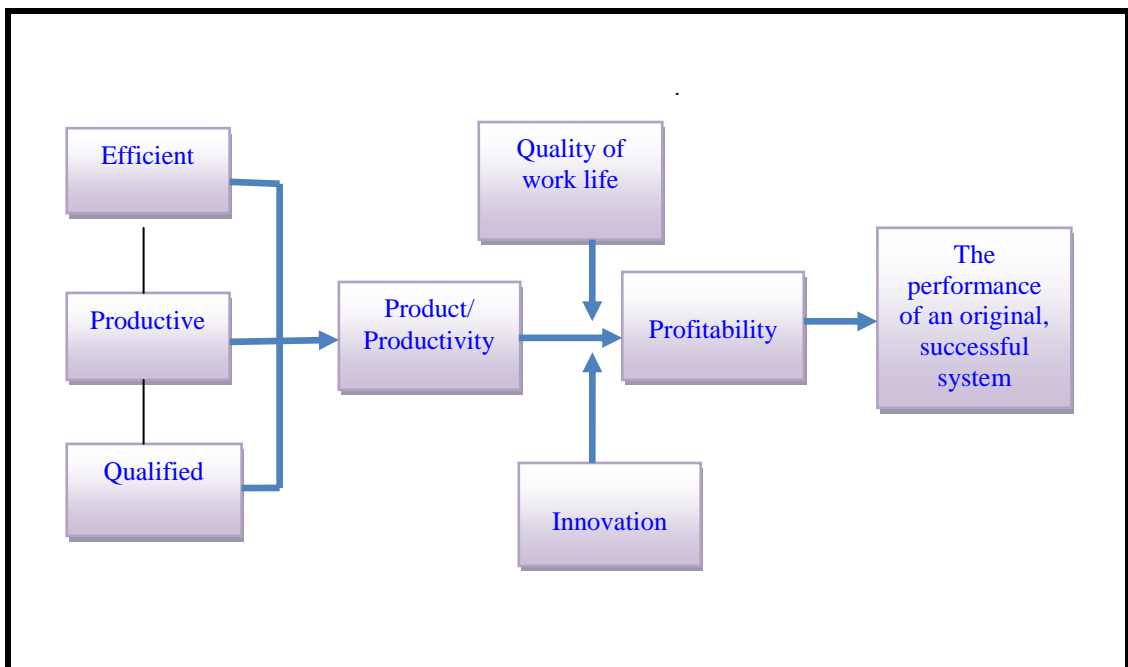 Efficient
Productive
Qualified
Product/
Productivity
Quality of
work life
Innovation
Profitability
The
performance
of an original,
successful
system